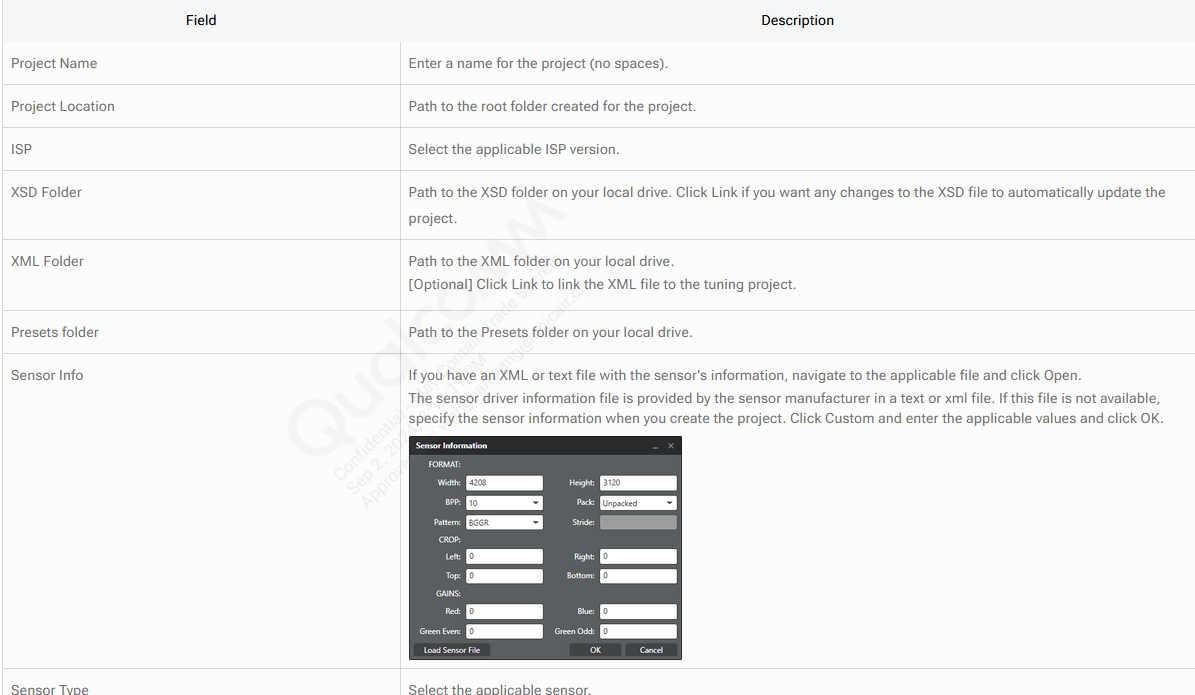 Field
Description
Project Name
Enter a name for the project (no spaces).
Project Location
Path to the root folder created for the project.
ISP
Select the applicable ISP version.
XSD Folder
Path to the XSD folder on your local drive. Click Link if you want any changes to the XSD file to automatically update the
project.
XML Folder
Path to the XML folder on your local drive.
[Optional] Click Link to link the XML file to the tuning project.
Presets folder
Path to the Presets folder on your local drive.
Sensor Info
If you have an XML or text file with the sensor's information, navigate to the applicable file and click Open.
The sensor driver information file is provided by the sensor manufacturer in a text or xml file. If this file is not available,
specify the sensor information when you create the project. Click Custom and enter the applicable values and click OK.
Sensor Information
FORMAT:
Width: 4208 Height: 3120
BPP: 10 Pack: Unpacked
Pattern: BGGR Stride:
CROP:
Left: 0 Right: 0
Top: 0 Bottom: 0
GAINS:
Red: 0 Blue: 0
Green Even: 0 Green Odd: 0
Load Sensor File OK Cancel
Sensor Type
Select the applicable sensor.
Qualcomm
Confidential - May Contain Trade Secrets
Sep 2, 2024,